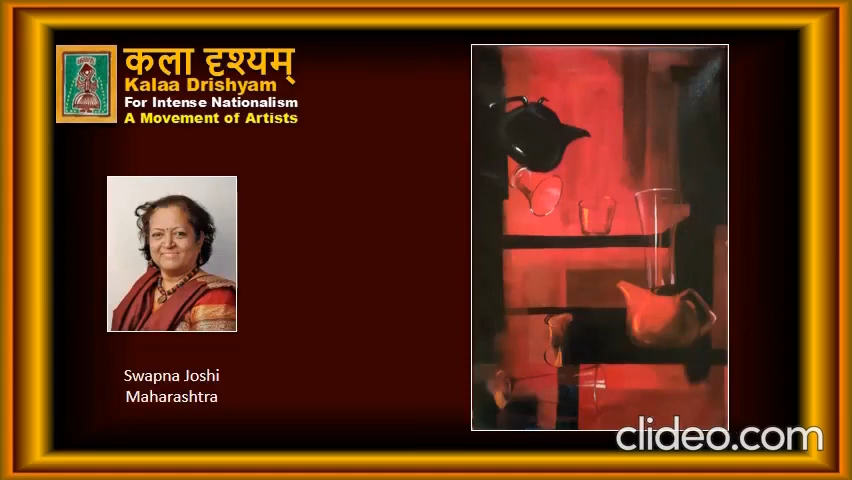 कला दृश्यम्
Kalaa Drishyam
For Intense Nationalism
A Movement of Artists
Swapna Joshi
Maharashtra
clideo.com